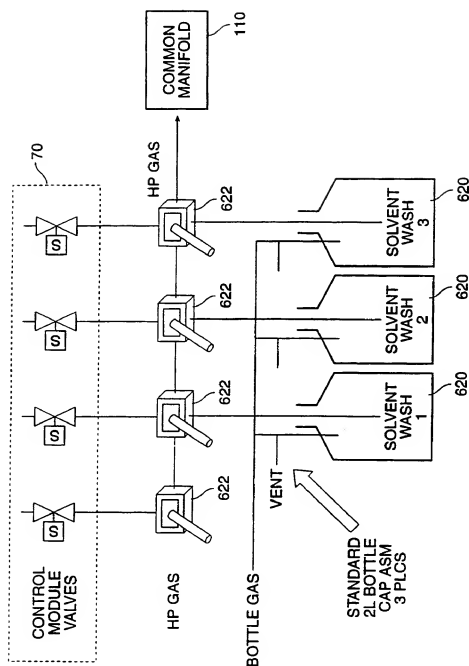 70
CONTROL
MODULE
VALVES
S
S
S
S
HP GAS
HP GAS
COMMON
MANIFOLD
110
622
622
622
622
BOTTLE GAS
VENT
STANDARD
2L BOTTLE
CAP ASM
3 PLCS
SOLVENT
WASH
1
620
SOLVENT
WASH
2
620
SOLVENT
WASH
3
620